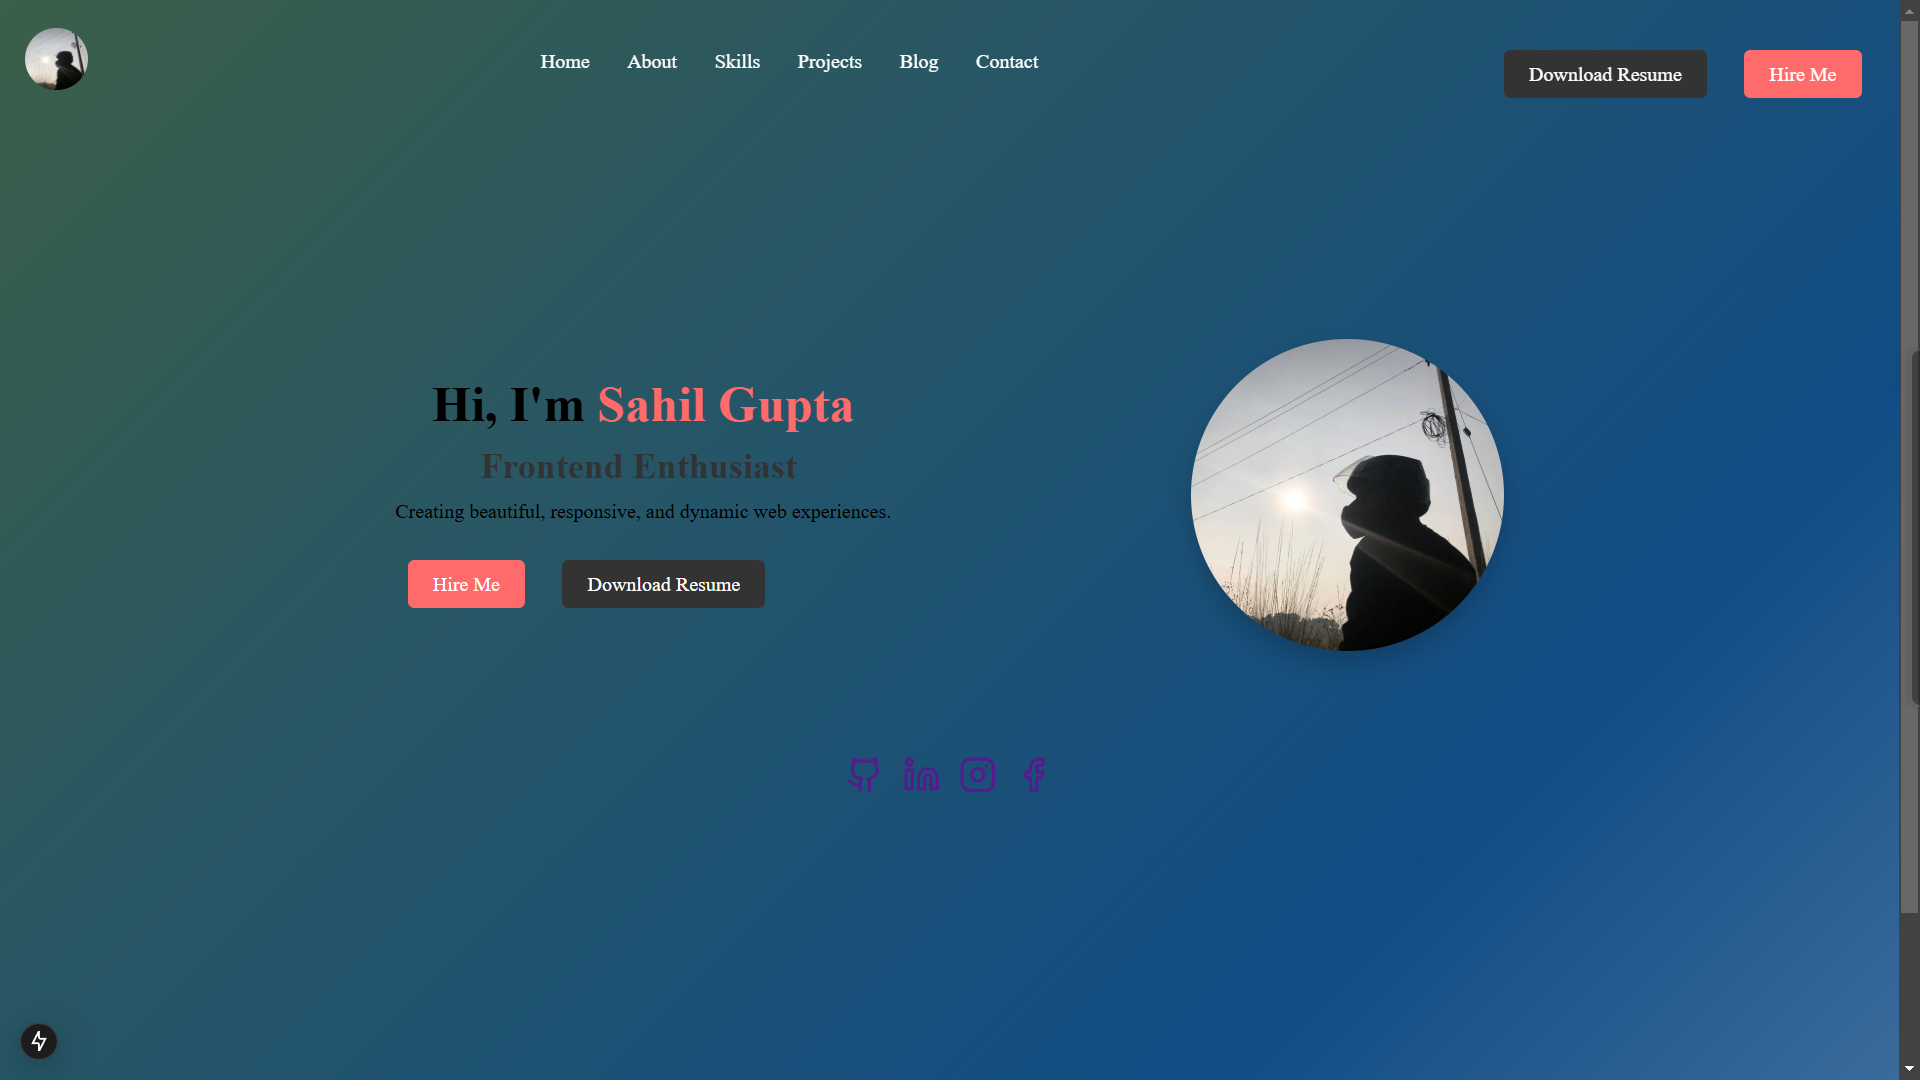 Home About Skills Projects Blog Contact
Download Resume Hire Me
Hi, I'm Sahil Gupta
Frontend Enthusiast
Creating beautiful, responsive, and dynamic web experiences.
Hire Me Download Resume